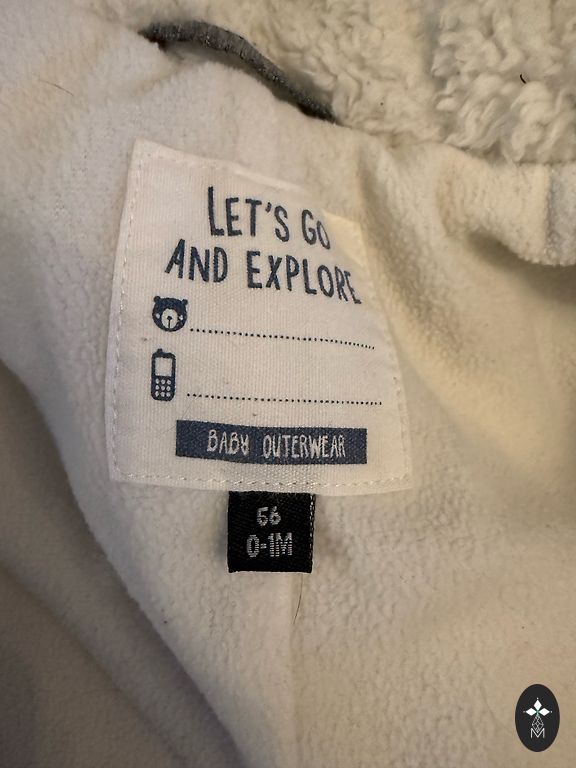 LET'S GO
AND EXPLORE
BABY OUTERWEAR
56
0-1M
M